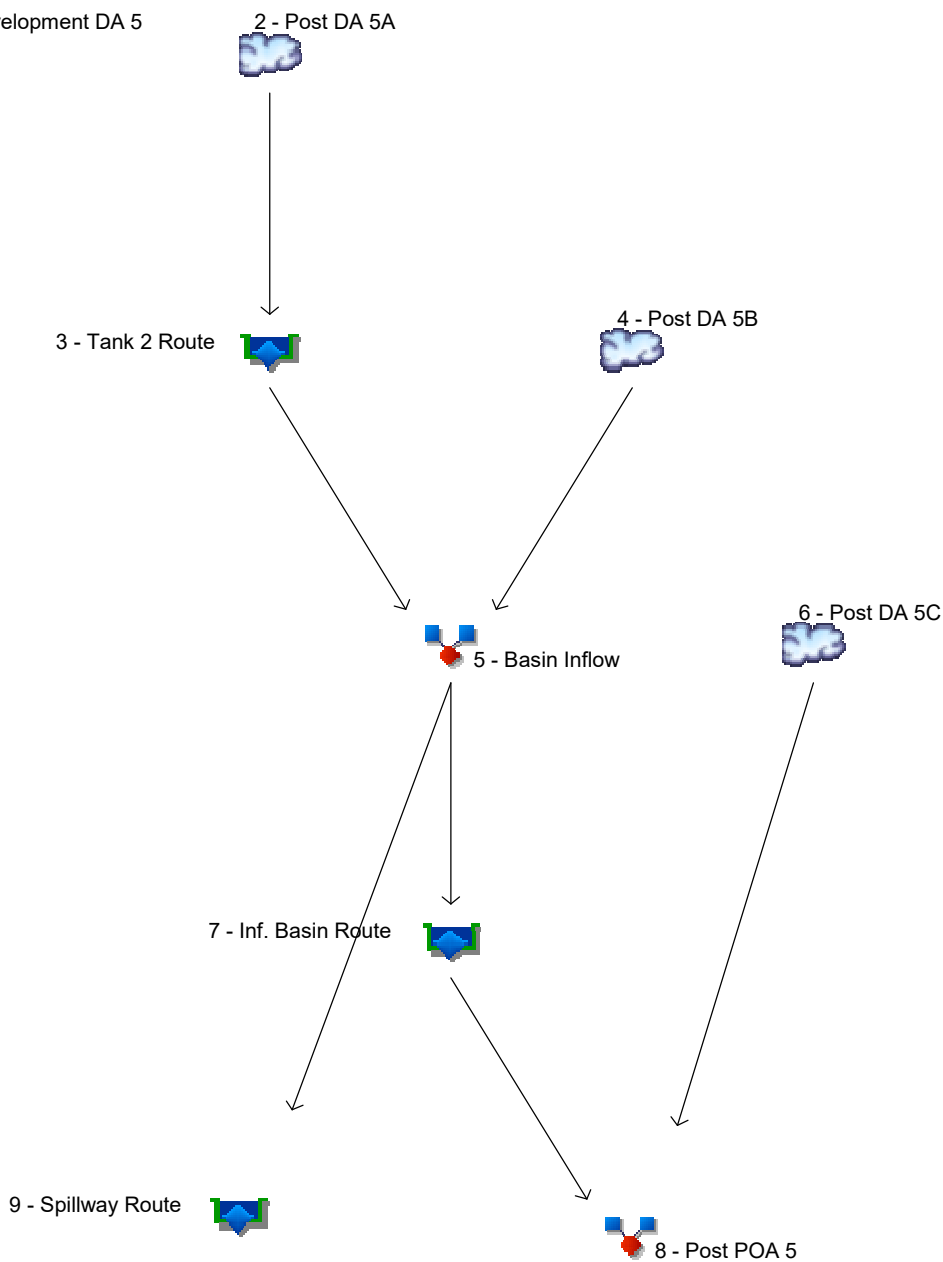 elopment DA 5
2 - Post DA 5A
3 - Tank 2 Route
4 - Post DA 5B
5 - Basin Inflow
6 - Post DA 5C
7 - Inf. Basin Route
9 - Spillway Route
8 - Post POA 5